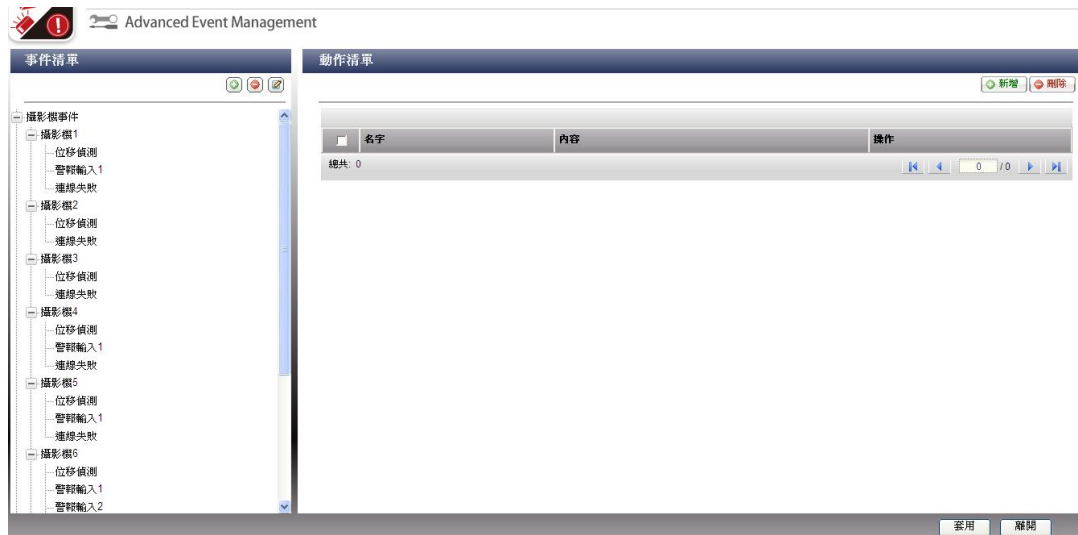 Advanced Event Management
事件清單
動作清單
新增 刪除
攝影機事件
攝影機1
位移偵測
警報輸入1
連線失敗
攝影機2
位移偵測
連線失敗
攝影機3
位移偵測
連線失敗
攝影機4
位移偵測
警報輸入1
連線失敗
攝影機5
位移偵測
警報輸入1
連線失敗
攝影機6
位移偵測
警報輸入1
警報輸入2
名字 內容 操作
總共: 0
0 / 0
套用 離開